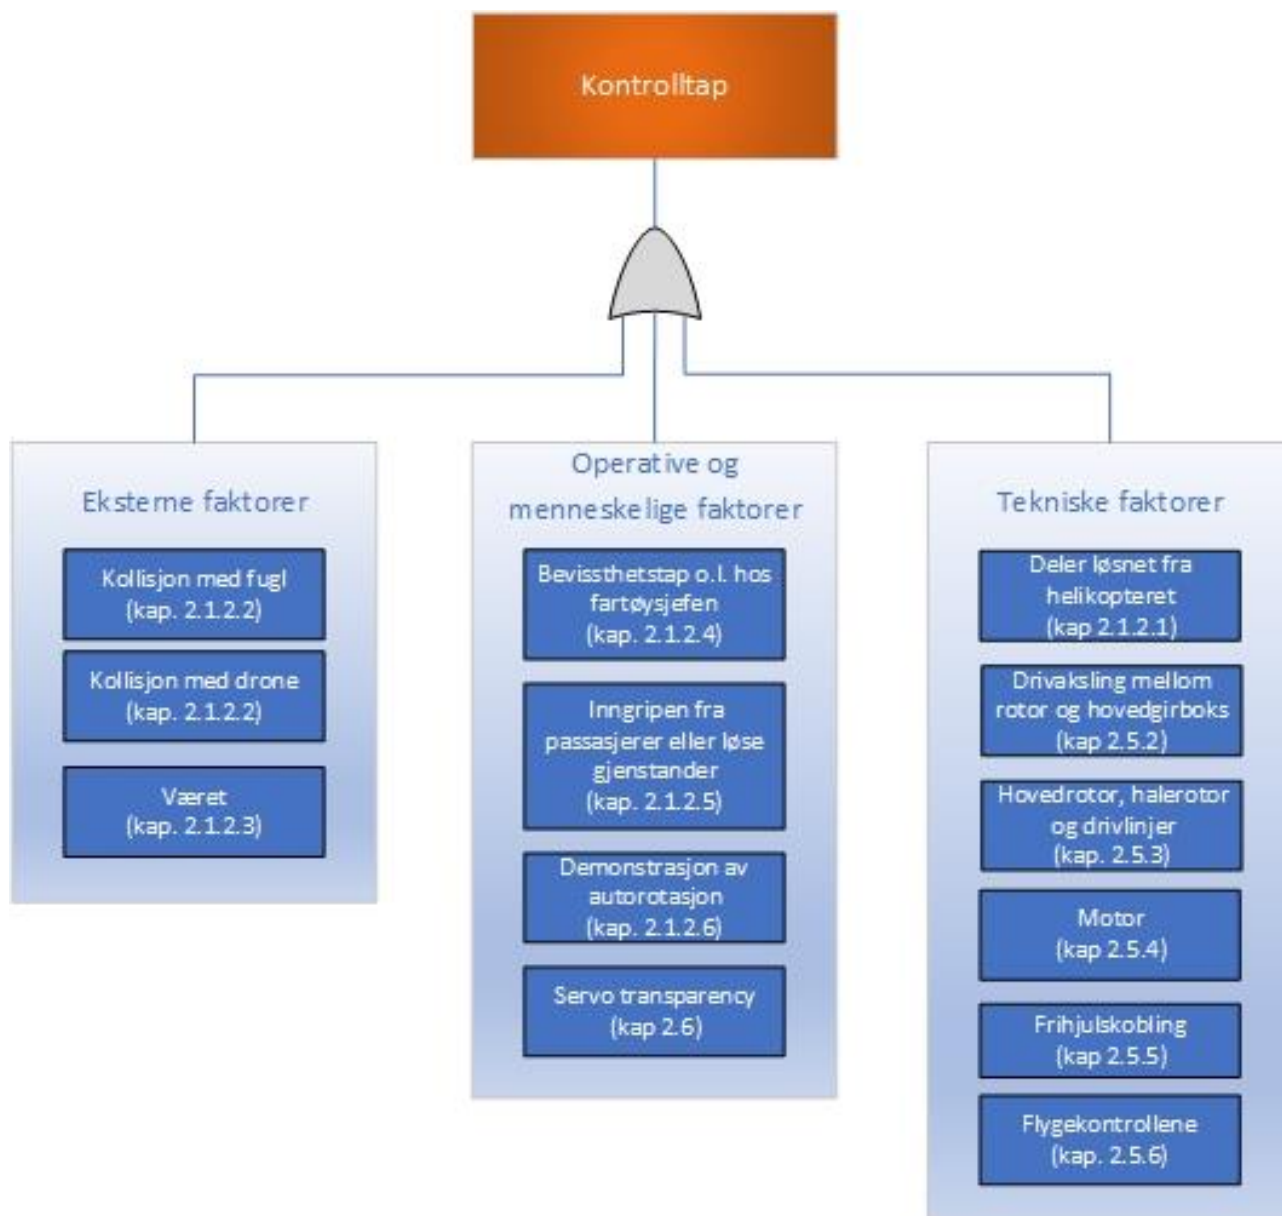 Kontrolltap
Eksterne faktorer
Kollisjon med fugl
(kap. 2.1.2.2)
Kollisjon med drone
(kap. 2.1.2.2)
Været
(kap. 2.1.2.3)
Operative og
menneskelige faktorer
Bevissthetstap o.l. hos
fartøysjefen
(kap. 2.1.2.4)
Inngripen fra
passasjerer eller løse
gjenstander
(kap. 2.1.2.5)
Demonstrasjon av
autorotasjon
(kap. 2.1.2.6)
Servo transparency
(kap 2.6)
Tekniske faktorer
Deler løsnet fra
helikopteret
(kap 2.1.2.1)
Drivaksling mellom
rotor og hovedgirboks
(kap 2.5.2)
Hovedrotor, halerotor
og drivlinjer
(kap. 2.5.3)
Motor
(kap 2.5.4)
Frihjulskobling
(kap 2.5.5)
Flygekontrollene
(kap. 2.5.6)